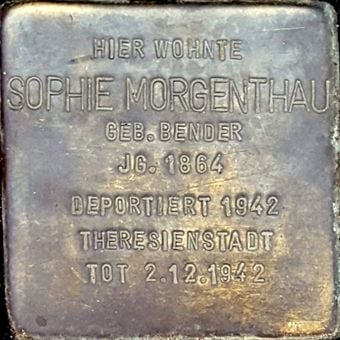 HIER WOHNTE
SOPHIE MORGENTHAU
GEB. BENDER
JG. 1864
DEPORTIERT 1942
THERESIENSTADT
TOT 2.12.1942